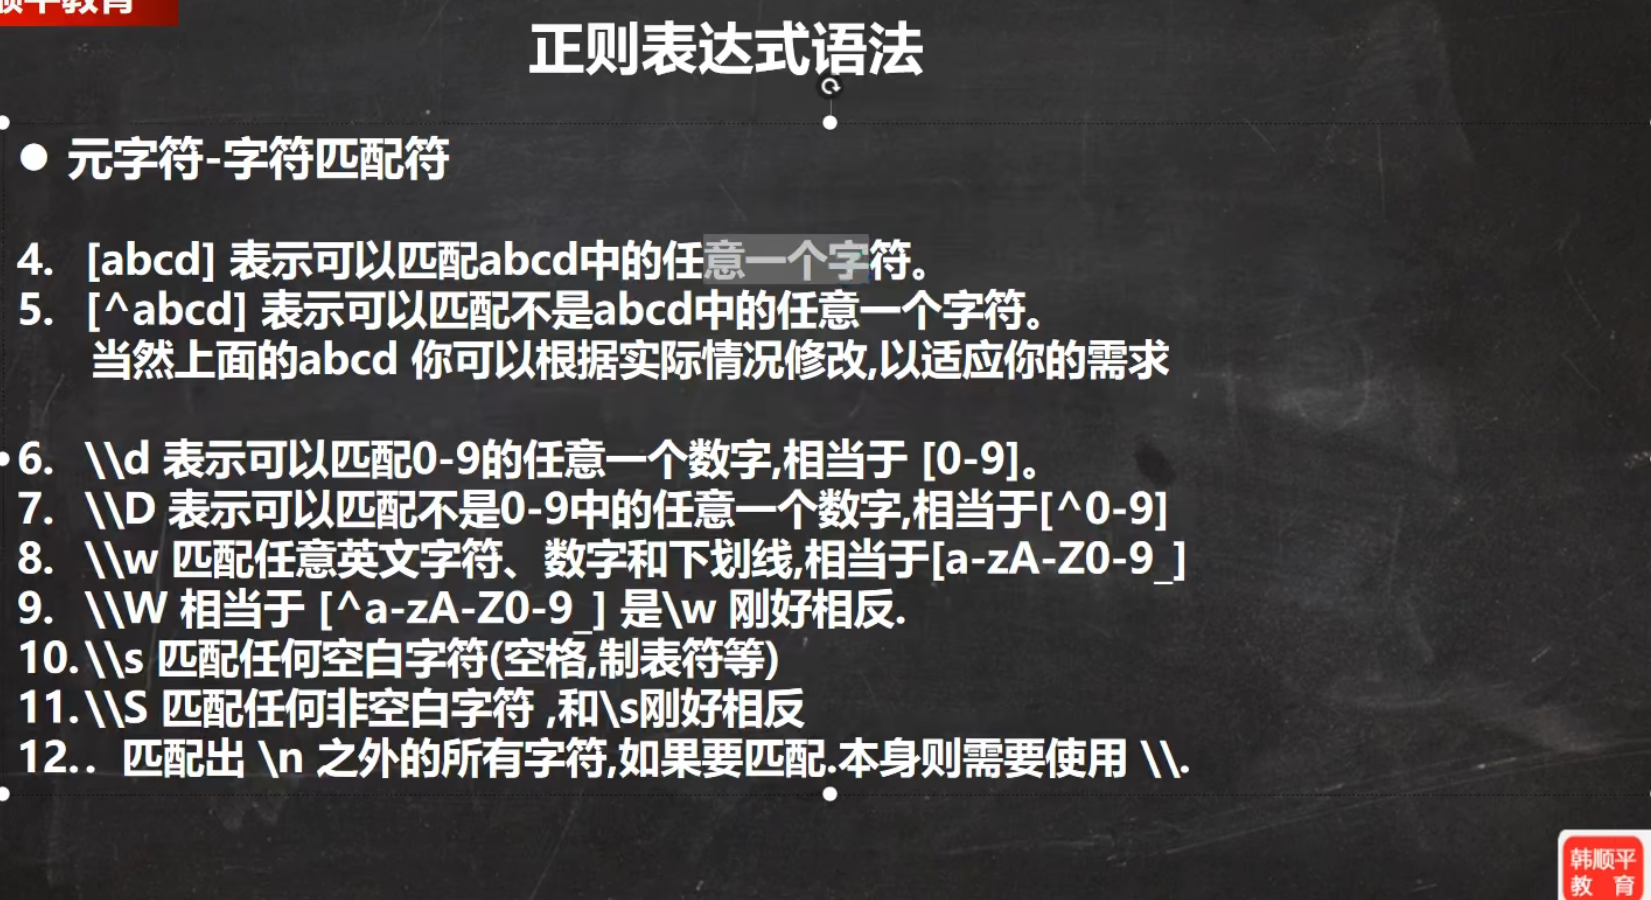 顺平教育
正则表达式语法
● 元字符-字符匹配符
4. [abcd] 表示可以匹配abcd中的任意一个字符。
5. [^abcd] 表示可以匹配不是abcd中的任意一个字符。
当然上面的abcd 你可以根据实际情况修改,以适应你的需求
6. \\d 表示可以匹配0-9的任意一个数字,相当于 [0-9]。
7. \\D 表示可以匹配不是0-9中的任意一个数字,相当于[^0-9]
8. \\w 匹配任意英文字符、数字和下划线,相当于[a-zA-Z0-9_]
9. \\W 相当于 [^a-zA-Z0-9_] 是\w 刚好相反.
10. \\s 匹配任何空白字符(空格,制表符等)
11. \\S 匹配任何非空白字符 ,和\s刚好相反
12. . 匹配出 \n 之外的所有字符,如果要匹配.本身则需要使用 \\.
韩顺平
教 育